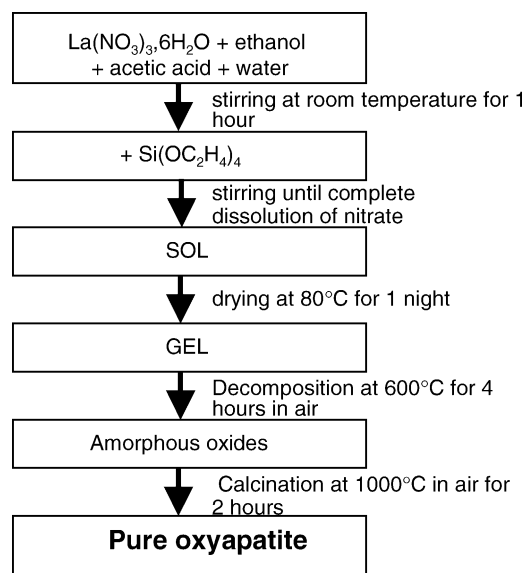 La(NO₃)₃,6H₂O + ethanol
+ acetic acid + water
stirring at room temperature for 1
hour
+ Si(OC₂H₄)₄
stirring until complete
dissolution of nitrate
SOL
drying at 80°C for 1 night
GEL
Decomposition at 600°C for 4
hours in air
Amorphous oxides
Calcination at 1000°C in air for
2 hours
Pure oxyapatite